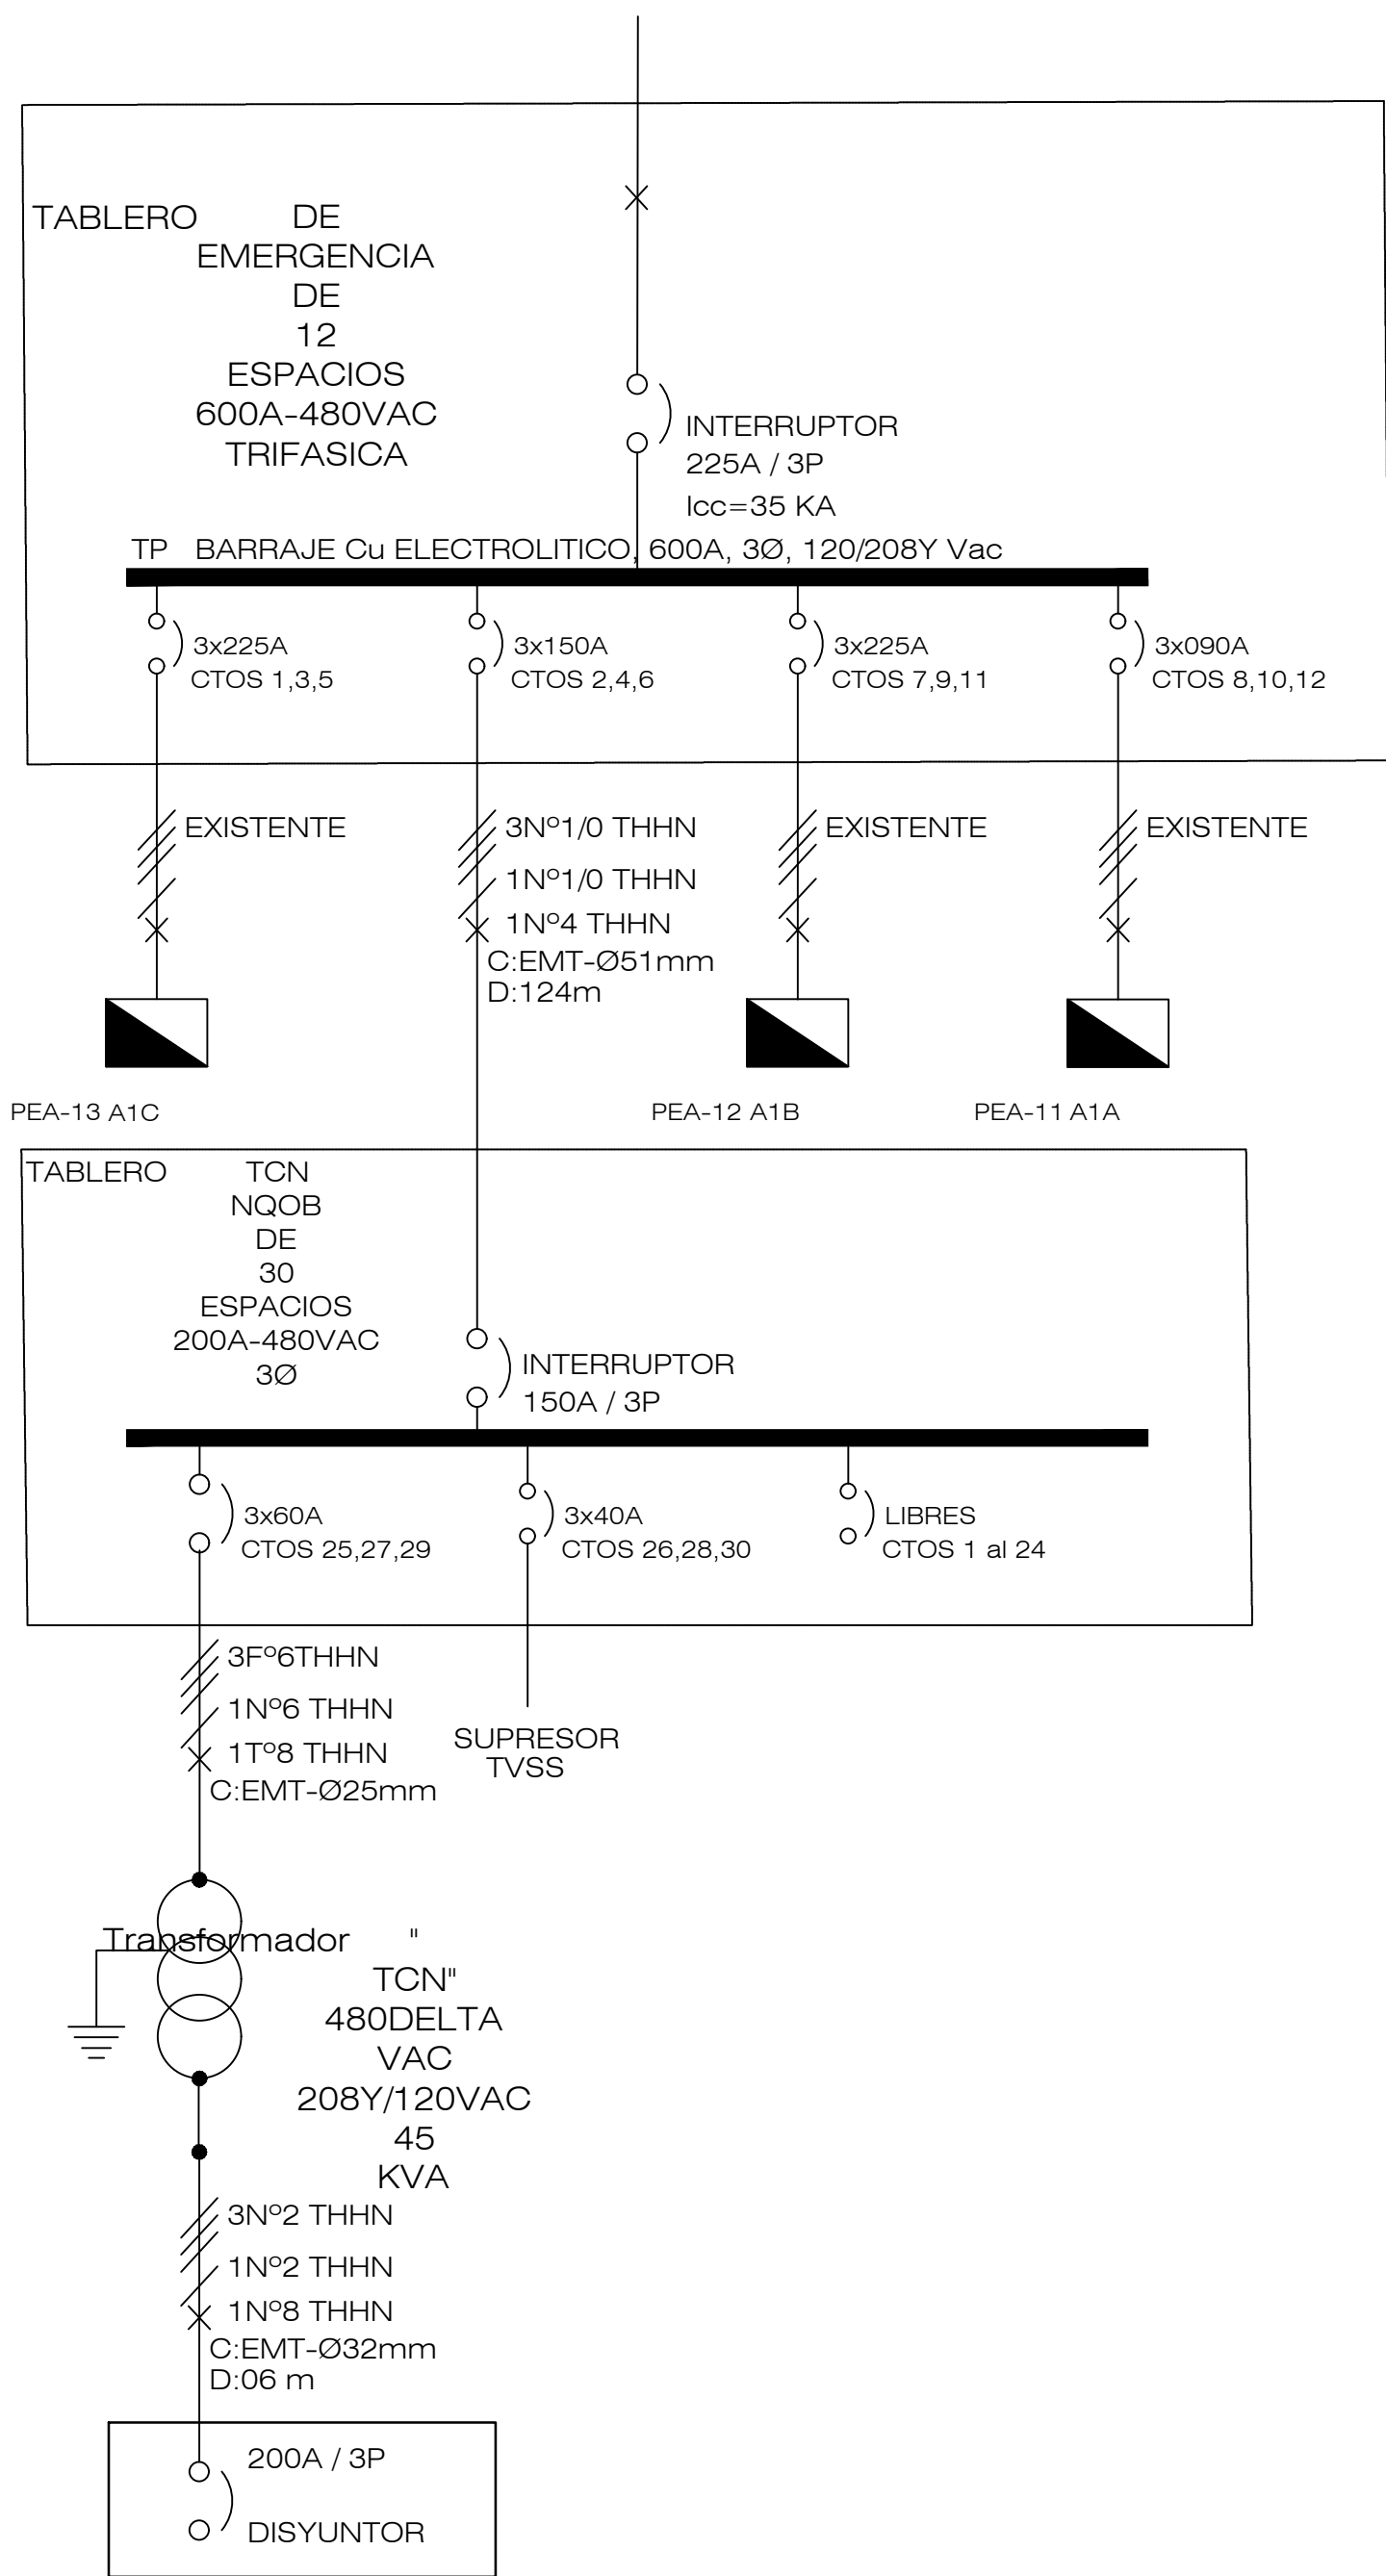 TABLERO DE
EMERGENCIA
DE
12
ESPACIOS
600A-480VAC
TRIFASICA
INTERRUPTOR
225A / 3P
Icc=35 KA
TP BARRAJE Cu ELECTROLITICO, 600A, 3Ø, 120/208Y Vac
3x225A
CTOS 1,3,5
3x150A
CTOS 2,4,6
3x225A
CTOS 7,9,11
3x090A
CTOS 8,10,12
EXISTENTE
3Nº1/0 THHN
1Nº1/0 THHN
1Nº4 THHN
C:EMT-Ø51mm
D:124m
EXISTENTE
EXISTENTE
PEA-13 A1C
PEA-12 A1B
PEA-11 A1A
TABLERO TCN
NQOB
DE
30
ESPACIOS
200A-480VAC
3Ø
INTERRUPTOR
150A / 3P
3x60A
CTOS 25,27,29
3x40A
CTOS 26,28,30
LIBRES
CTOS 1 al 24
3Fº6THHN
1Nº6 THHN
1Tº8 THHN
C:EMT-Ø25mm
SUPRESOR
TVSS
Transformador "
TCN"
480DELTA
VAC
208Y/120VAC
45
KVA
3Nº2 THHN
1Nº2 THHN
1Nº8 THHN
C:EMT-Ø32mm
D:06 m
200A / 3P
DISYUNTOR